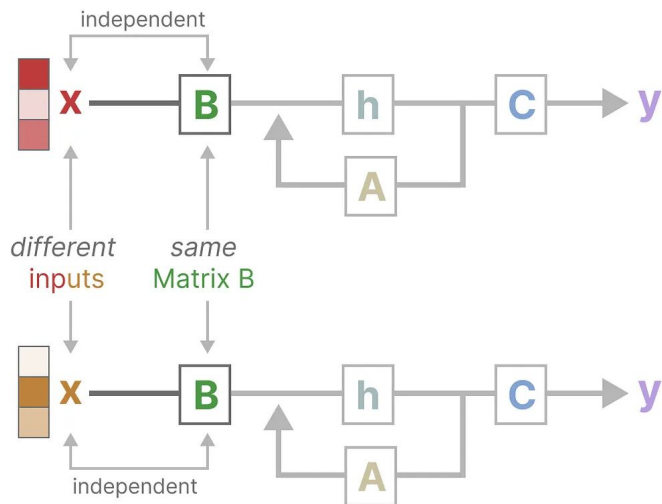 independent
x B h C y
A
different same
inputs Matrix B
x B h C y
A
independent